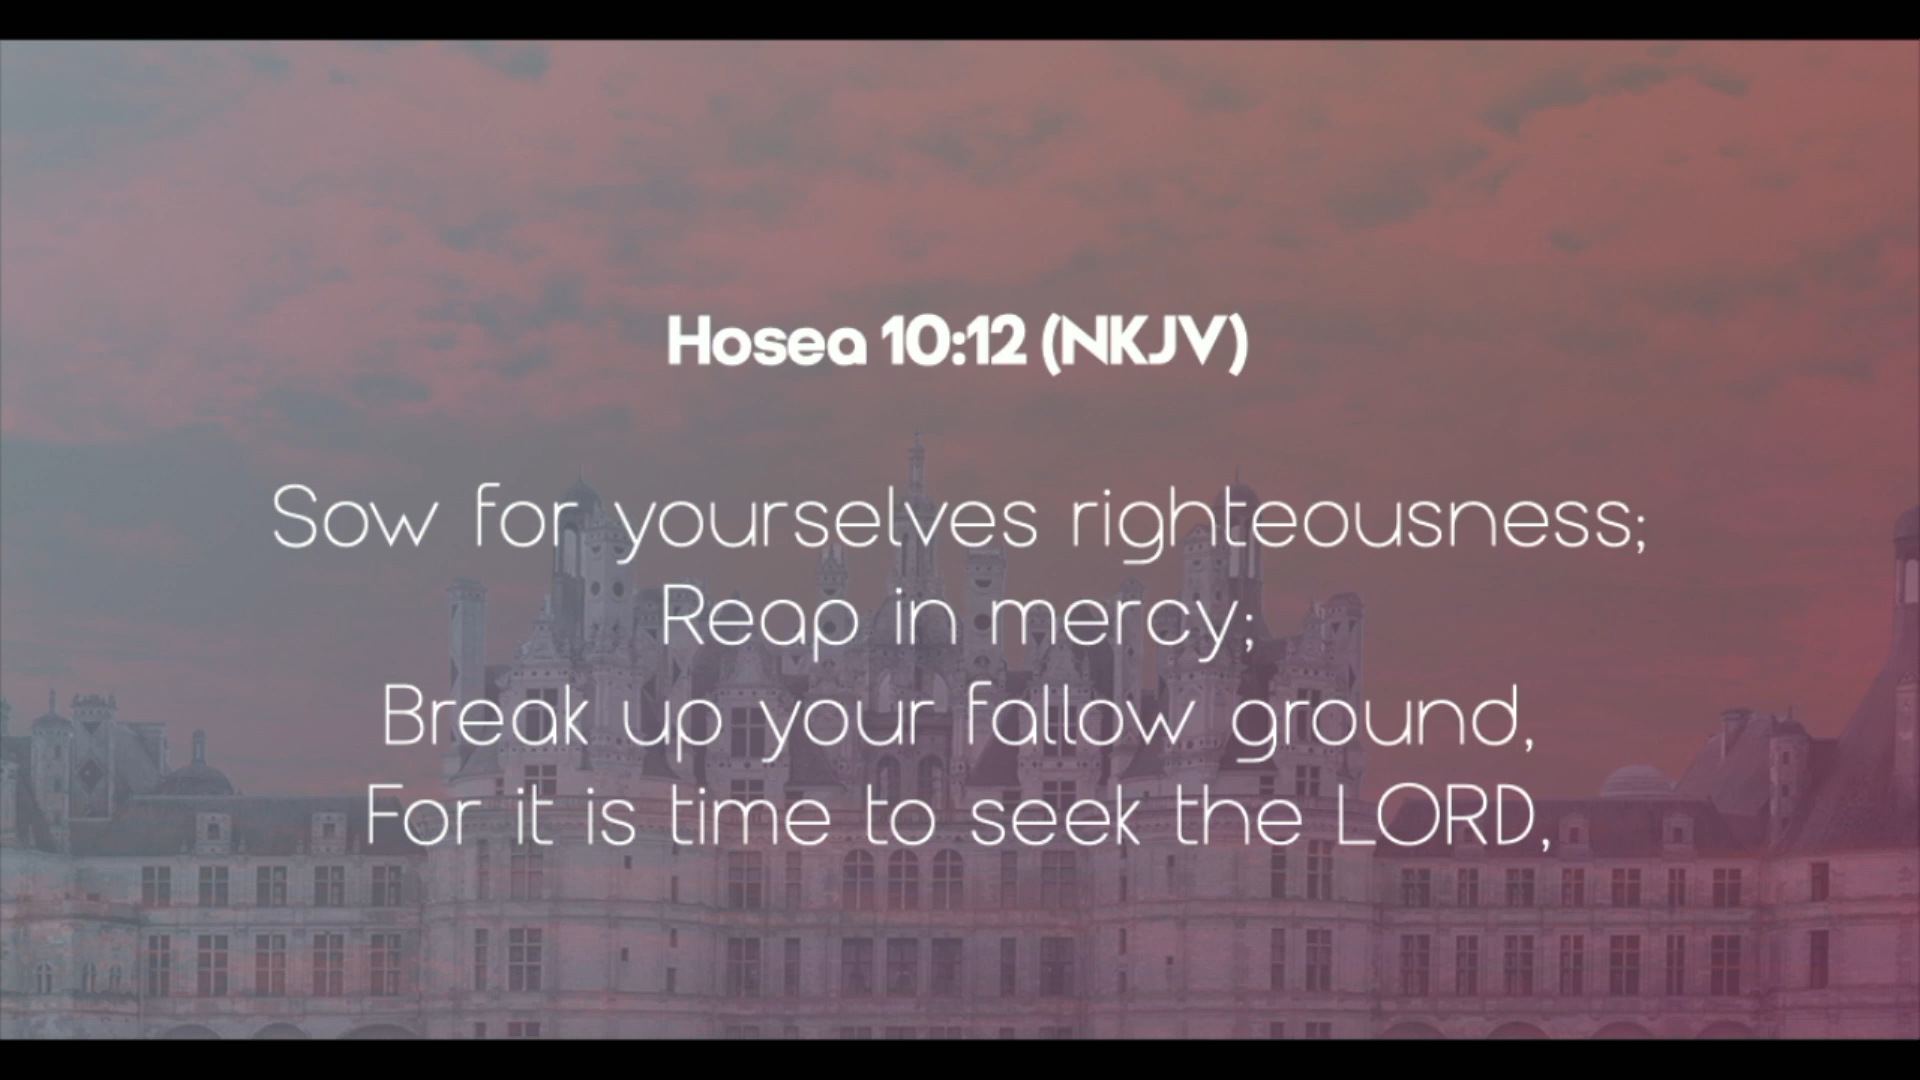 Hosea 10:12 (NKJV)
Sow for yourselves righteousness;
Reap in mercy;
Break up your fallow ground,
For it is time to seek the LORD,